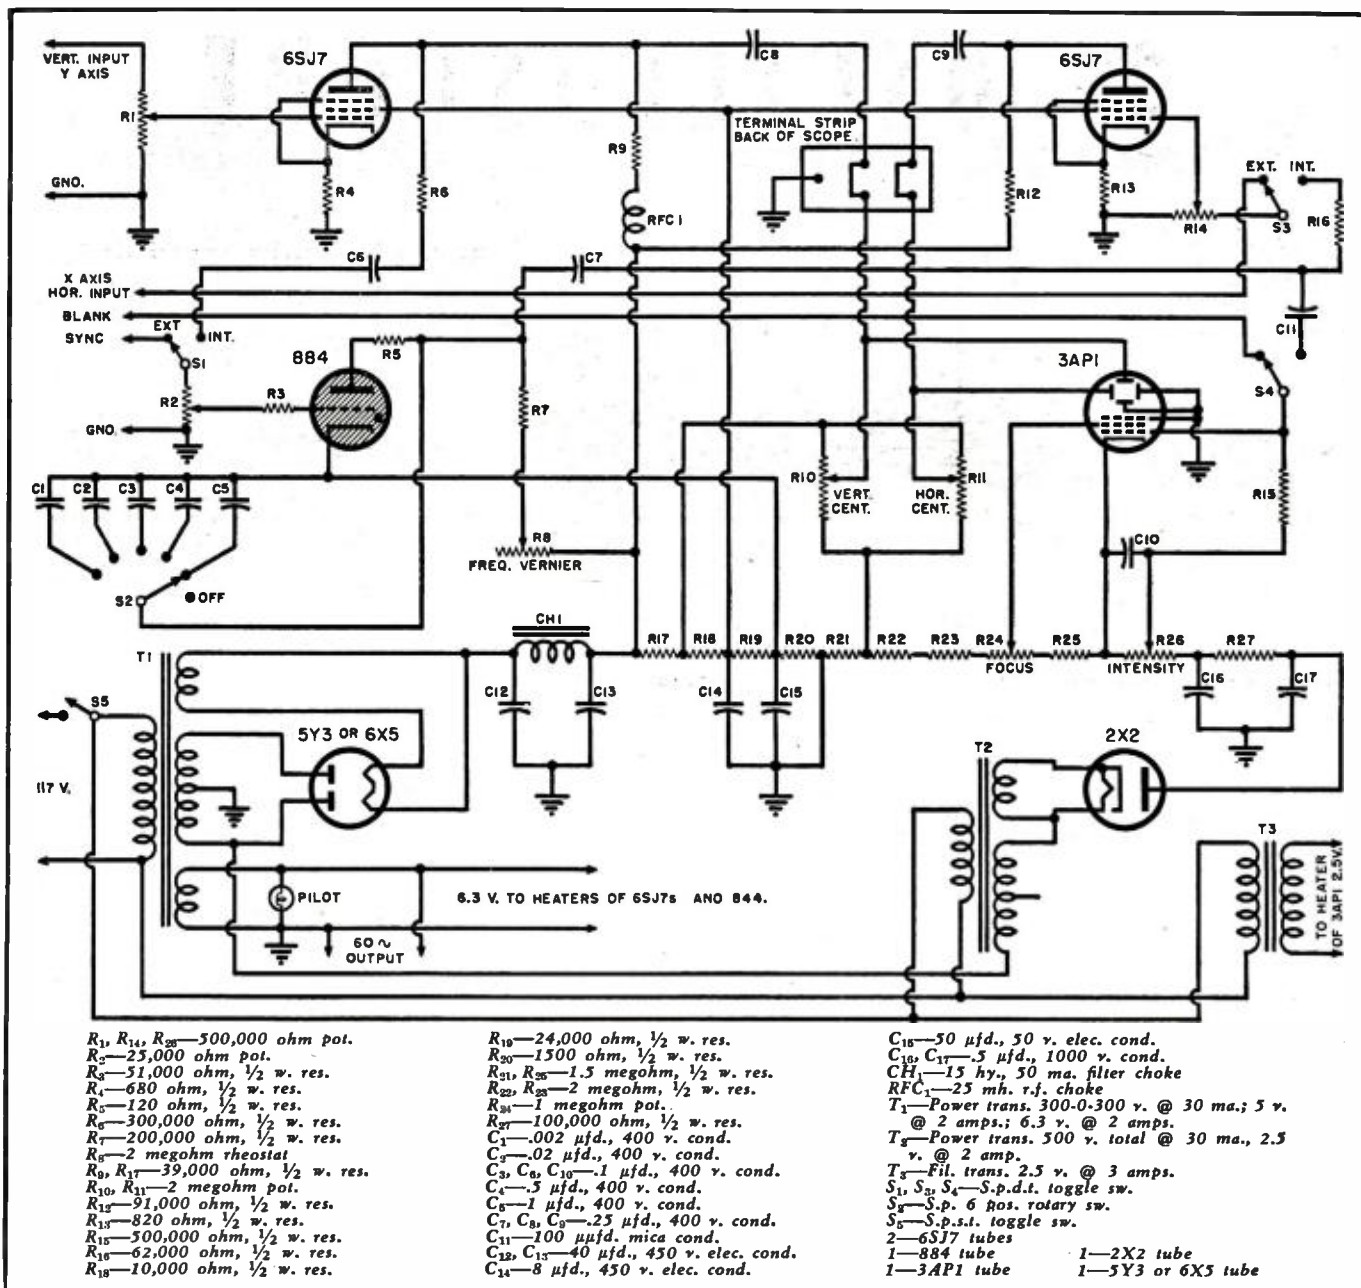 6SJ7
VERT. INPUT
Y AXIS
R1
GND.
R4
R6
C8
C9
6SJ7
TERMINAL STRIP
BACK OF SCOPE.
R9
RFC1
R12
R13
R14
EXT. INT.
S3
R16
C6
C7
X AXIS
HOR. INPUT
BLANK
SYNC
EXT
INT.
S1
R2
R3
884
R5
GNO.
R7
3AP1
C11
S4
R10
VERT.
CENT.
HOR.
CENT.
R11
R15
C1
C2
C3
C4
C5
S2
OFF
R8
FREQ. VERNIER
C10
T1
CH1
R17
R18
R19
R20
R21
R22
R23
R24
R25
R26
R27
FOCUS
INTENSITY
C12
C13
C14
C15
C16
C17
S5
117 V.
5Y3 OR 6X5
T2
2X2
T3
PILOT
6.3 V. TO HEATERS OF 6SJ7s AND 844.
60 ~
OUTPUT
TO HEATER
OF 3AP1 2.5V.
R₁, R₁₄, R₂₆—500,000 ohm pot.
R₂—25,000 ohm pot.
R₃—51,000 ohm, ½ w. res.
R₄—680 ohm, ½ w. res.
R₅—120 ohm, ½ w. res.
R₆—300,000 ohm, ½ w. res.
R₇—200,000 ohm, ½ w. res.
R₈—2 megohm rheostat
R₉, R₁₇—39,000 ohm, ½ w. res.
R₁₀, R₁₁—2 megohm pot.
R₁₂—91,000 ohm, ½ w. res.
R₁₃—820 ohm, ½ w. res.
R₁₅—500,000 ohm, ½ w. res.
R₁₆—62,000 ohm, ½ w. res.
R₁₈—10,000 ohm, ½ w. res.
R₁₉—24,000 ohm, ½ w. res.
R₂₀—1500 ohm, ½ w. res.
R₂₁, R₂₅—1.5 megohm, ½ w. res.
R₂₂, R₂₃—2 megohm, ½ w. res.
R₂₄—1 megohm pot.
R₂₇—100,000 ohm, ½ w. res.
C₁—.002 µfd., 400 v. cond.
C₂—.02 µfd., 400 v. cond.
C₃, C₆, C₁₀—.1 µfd., 400 v. cond.
C₄—.5 µfd., 400 v. cond.
C₅—1 µfd., 400 v. cond.
C₇, C₈, C₉—.25 µfd., 400 v. cond.
C₁₁—100 µµfd. mica cond.
C₁₂, C₁₃—40 µfd., 450 v. elec. cond.
C₁₄—8 µfd., 450 v. elec. cond.
C₁₅—50 µfd., 50 v. elec. cond.
C₁₆, C₁₇—.5 µfd., 1000 v. cond.
CH₁—15 hy., 50 ma. filter choke
RFC₁—25 mh. r.f. choke
T₁—Power trans. 300-0-300 v. @ 30 ma.; 5 v.
@ 2 amps.; 6.3 v. @ 2 amps.
T₂—Power trans. 500 v. total @ 30 ma., 2.5
v. @ 2 amp.
T₃—Fil. trans. 2.5 v. @ 3 amps.
S₁, S₃, S₄—S.p.d.t. toggle sw.
S₂—S.p. 6 pos. rotary sw.
S₅—S.p.s.t. toggle sw.
2—6SJ7 tubes
1—884 tube 1—2X2 tube
1—3AP1 tube 1—5Y3 or 6X5 tube